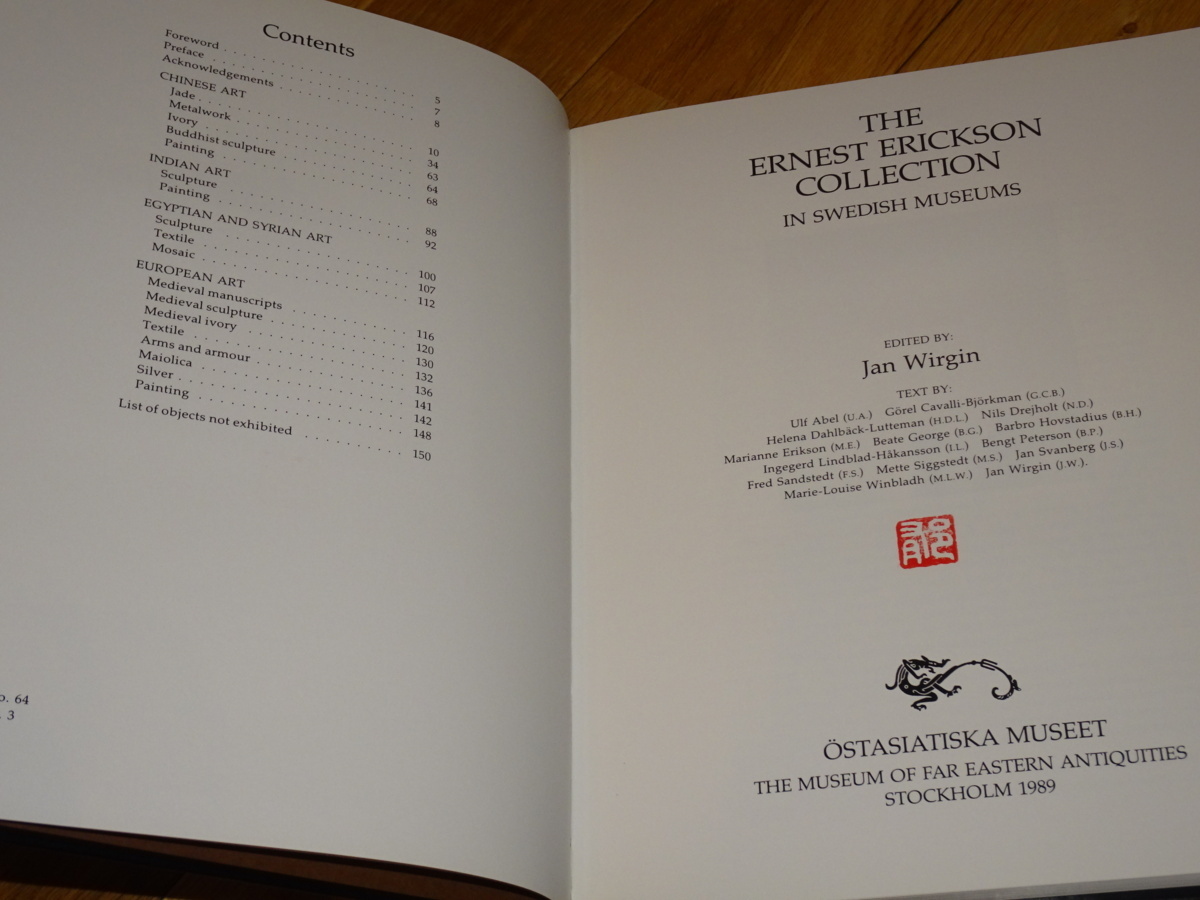 Contents
Foreword . . . . . . . . . . . . . . . . 5
Preface . . . . . . . . . . . . . . . . 7
Acknowledgements . . . . . . . . . . . 8
CHINESE ART
Jade . . . . . . . . . . . . . . . . 10
Metalwork . . . . . . . . . . . . . . 34
Ivory . . . . . . . . . . . . . . . . 63
Buddhist sculpture . . . . . . . . . . 64
Painting . . . . . . . . . . . . . . . 68
INDIAN ART
Sculpture . . . . . . . . . . . . . . 88
Painting . . . . . . . . . . . . . . . 92
EGYPTIAN AND SYRIAN ART
Sculpture . . . . . . . . . . . . . . 100
Textile . . . . . . . . . . . . . . . 107
Mosaic . . . . . . . . . . . . . . . . 112
EUROPEAN ART
Medieval manuscripts . . . . . . . . . 116
Medieval sculpture . . . . . . . . . . 120
Medieval ivory . . . . . . . . . . . . 130
Textile . . . . . . . . . . . . . . . 132
Arms and armour . . . . . . . . . . . 136
Maiolica . . . . . . . . . . . . . . . 141
Silver . . . . . . . . . . . . . . . . 142
Painting . . . . . . . . . . . . . . . 148
List of objects not exhibited . . . . . . 150
o. 64
. 3
THE
ERNEST ERICKSON
COLLECTION
IN SWEDISH MUSEUMS
EDITED BY:
Jan Wirgin
TEXT BY:
Ulf Abel (U.A.) Görel Cavalli-Björkman (G.C.B.)
Helena Dahlbäck-Lutteman (H.D.L.) Nils Drejholt (N.D.)
Marianne Erikson (M.E.) Beate George (B.G.) Barbro Hovstadius (B.H.)
Ingegerd Lindblad-Håkansson (I.L.) Bengt Peterson (B.P.)
Fred Sandstedt (F.S.) Mette Siggstedt (M.S.) Jan Svanberg (J.S.)
Marie-Louise Winbladh (M.L.W.) Jan Wirgin (J.W.).
ÖSTASIATISKA MUSEET
THE MUSEUM OF FAR EASTERN ANTIQUITIES
STOCKHOLM 1989